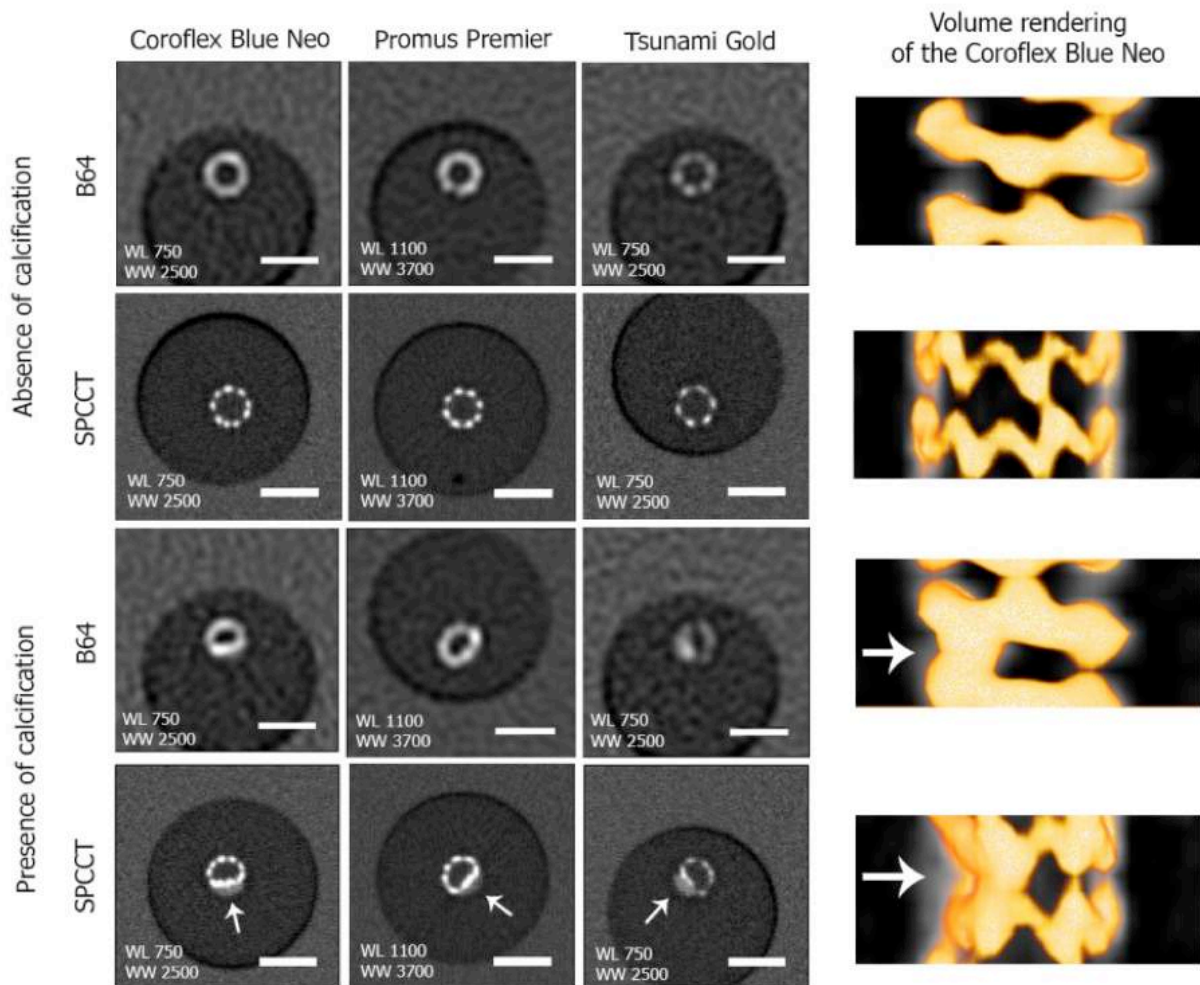 Coroflex Blue Neo
Promus Premier
Tsunami Gold
Volume rendering
of the Coroflex Blue Neo
Absence of calcification
B64
WL 750
WW 2500
WL 1100
WW 3700
WL 750
WW 2500
SPCCT
WL 750
WW 2500
WL 1100
WW 3700
WL 750
WW 2500
Presence of calcification
B64
WL 750
WW 2500
WL 1100
WW 3700
WL 750
WW 2500
SPCCT
WL 750
WW 2500
WL 1100
WW 3700
WL 750
WW 2500